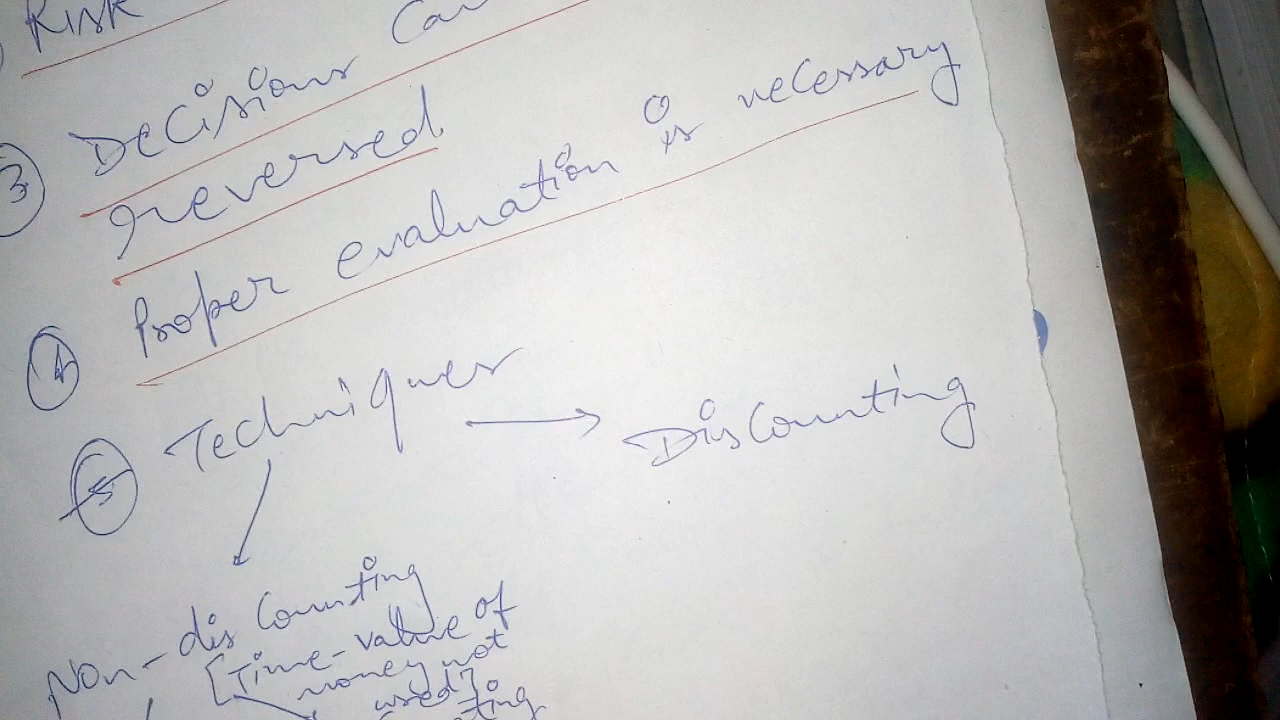 Risk
③ Decisions Can
reversed
④ Proper evaluation is necessary
⑤ Techniques → Discounting
Non-discounting
[Time-value of
money not
used]